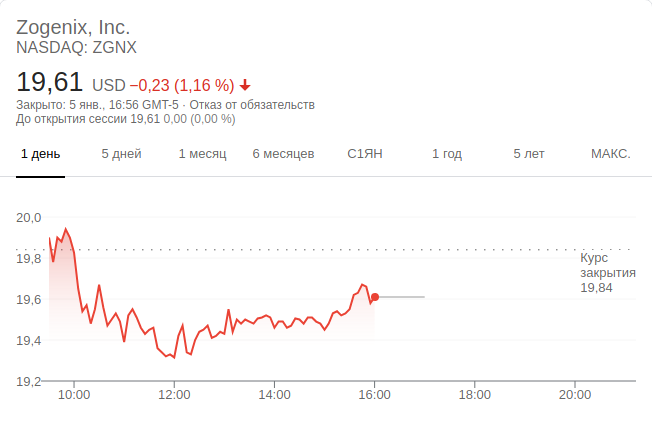 Zogenix, Inc.
NASDAQ: ZGNX
19,61 USD −0,23 (1,16 %)
Закрыто: 5 янв., 16:56 GMT-5 · Отказ от обязательств
До открытия сессии 19,61 0,00 (0,00 %)
1 день 5 дней 1 месяц 6 месяцев С1ЯН 1 год 5 лет МАКС.
20,0
19,8
19,6
19,4
19,2
Курс
закрытия
19,84
10:00 12:00 14:00 16:00 18:00 20:00